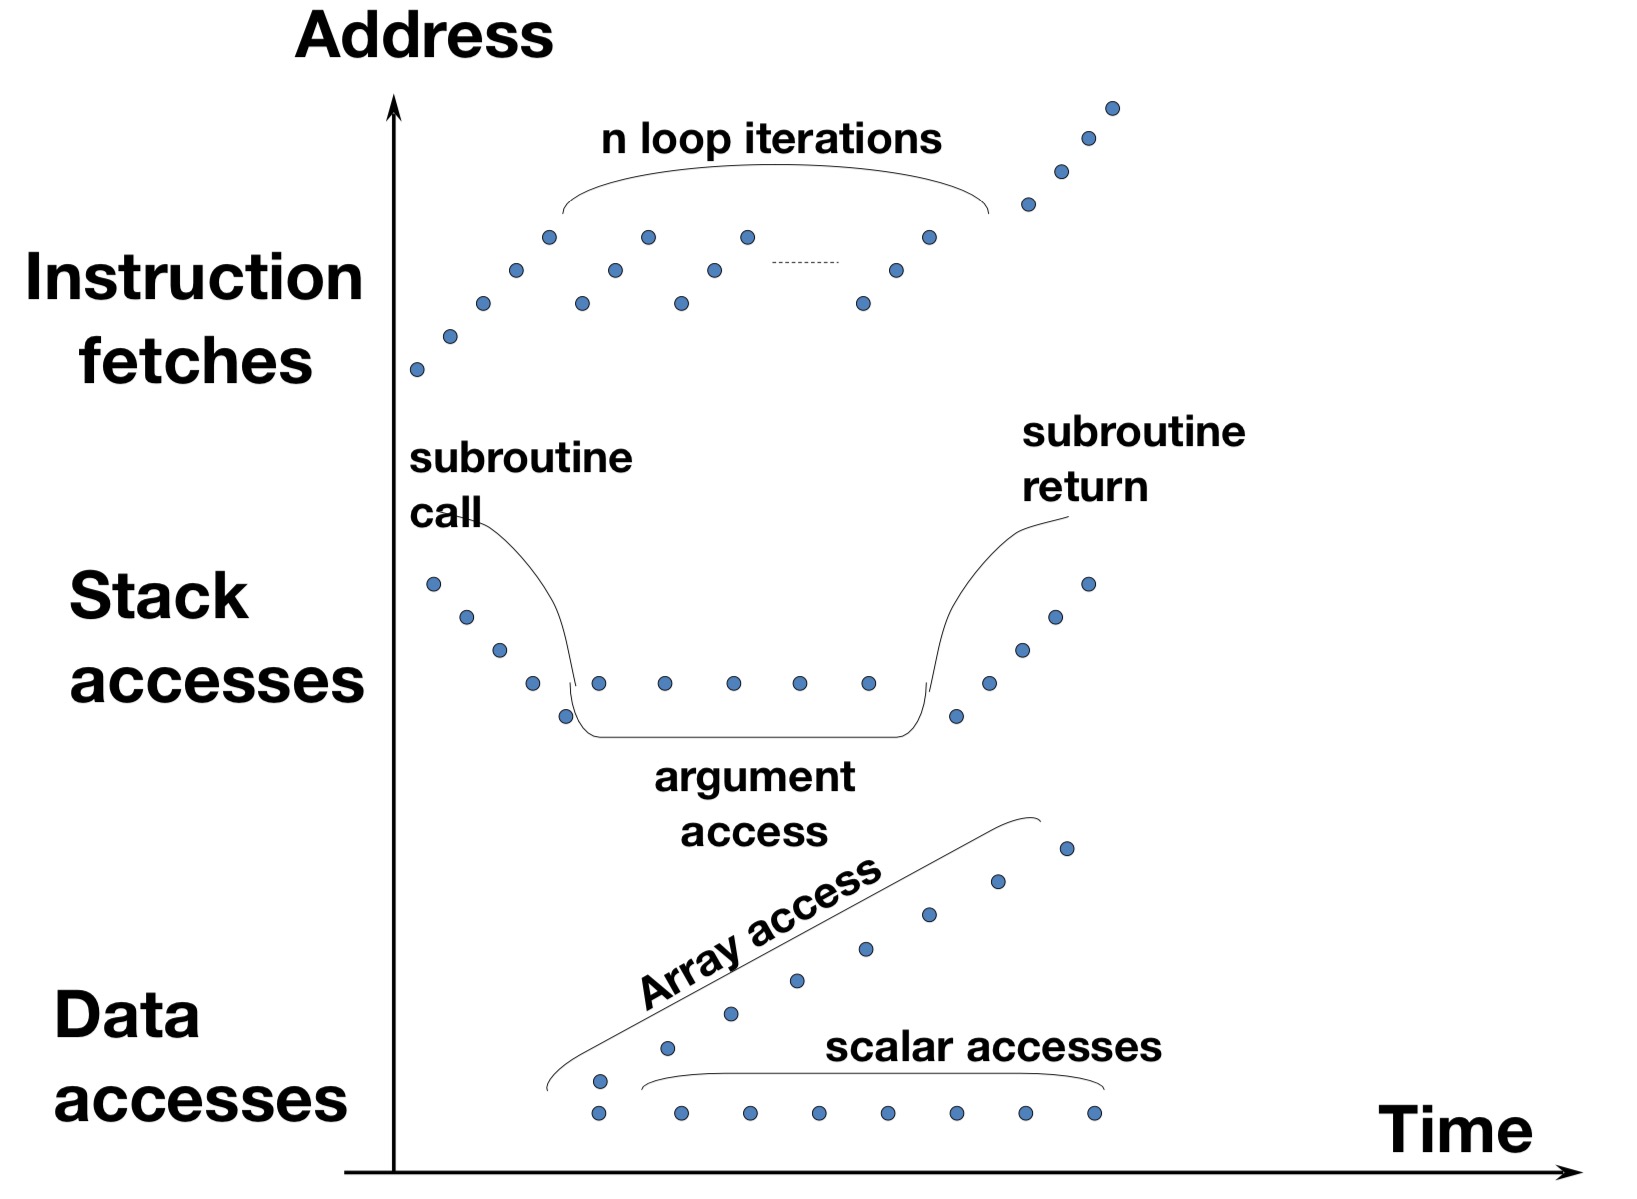 Address
n loop iterations
Instruction
fetches
subroutine
call
subroutine
return
Stack
accesses
argument
access
Array access
Data
accesses
scalar accesses
Time